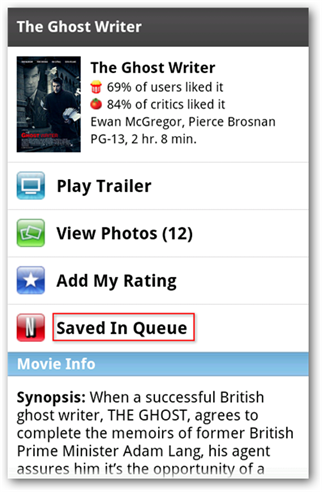 The Ghost Writer
The Ghost Writer
69% of users liked it
84% of critics liked it
Ewan McGregor, Pierce Brosnan
PG-13, 2 hr. 8 min.
Play Trailer
View Photos (12)
Add My Rating
N
Saved In Queue
Movie Info
Synopsis: When a successful British
ghost writer, THE GHOST, agrees to
complete the memoirs of former British
Prime Minister Adam Lang, his agent
assures him it’s the opportunity of a